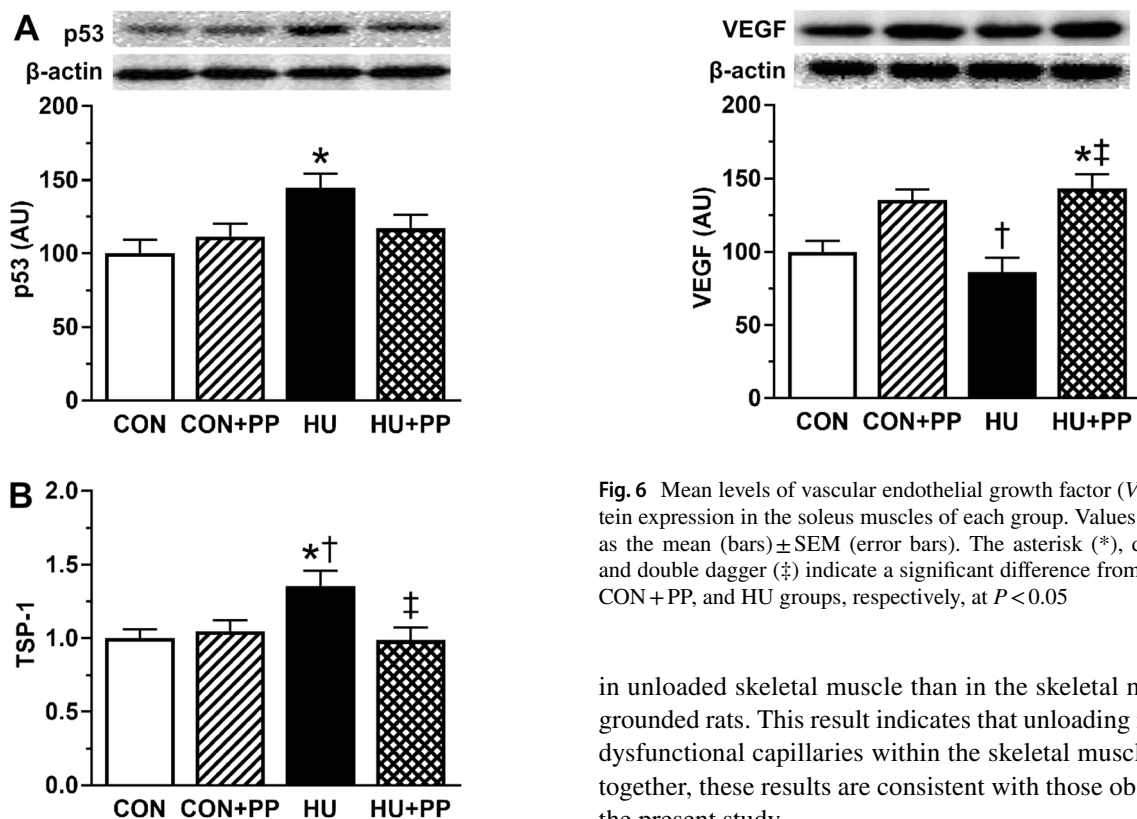 A
p53
β-actin
200
150
100
50
0
p53 (AU)
*
CON CON+PP HU HU+PP
B
2.0
1.5
1.0
0.5
0.0
TSP-1
*†
‡
CON CON+PP HU HU+PP
VEGF
β-actin
200
150
100
50
0
VEGF (AU)
†
*‡
CON CON+PP HU HU+PP
Fig. 6 Mean levels of vascular endothelial growth factor (V
tein expression in the soleus muscles of each group. Values
as the mean (bars) ± SEM (error bars). The asterisk (*), d
and double dagger (‡) indicate a significant difference from
CON + PP, and HU groups, respectively, at P < 0.05
in unloaded skeletal muscle than in the skeletal m
grounded rats. This result indicates that unloading
dysfunctional capillaries within the skeletal muscl
together, these results are consistent with those ob
the present study.